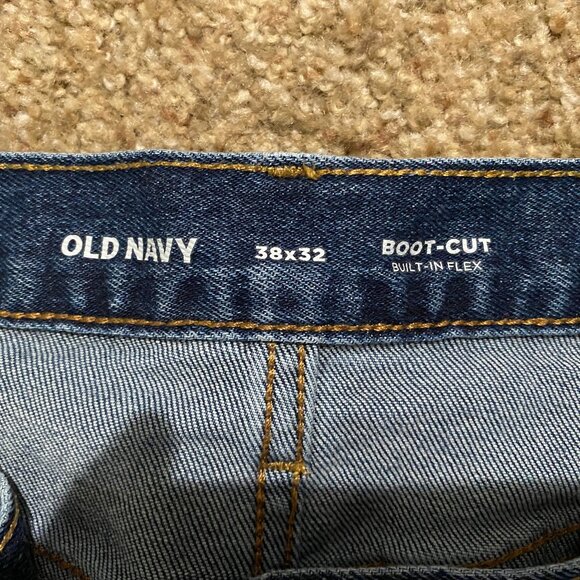 OLD NAVY 38x32 BOOT-CUT
BUILT-IN FLEX